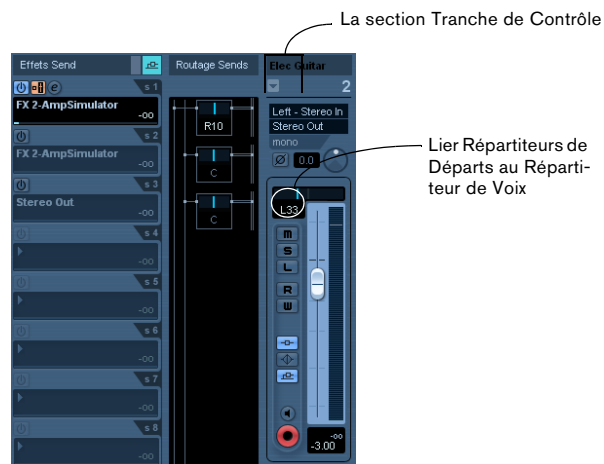 La section Tranche de Contrôle
Effets Send
Routage Sends
Elec Guitar
e
s 1
2
FX 2-AmpSimulator
-oo
R10
Left - Stereo In
Stereo Out
mono
0.0
s 2
FX 2-AmpSimulator
-oo
C
s 3
Stereo Out
-oo
C
Lier Répartiteurs de
Départs au Réparti-
teur de Voix
L33
s 4
-oo
m
S
L
R
W
s 5
-oo
s 6
-oo
s 7
-oo
s 8
-oo
-oo
-3.00